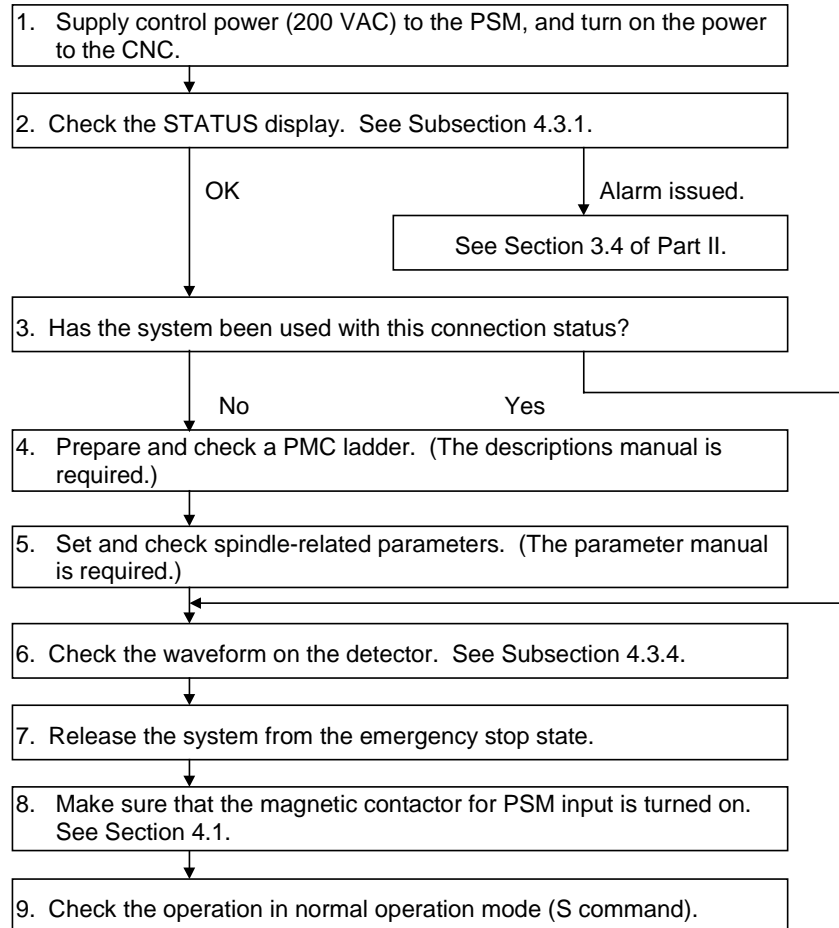 1. Supply control power (200 VAC) to the PSM, and turn on the power
to the CNC.
2. Check the STATUS display. See Subsection 4.3.1.
OK
Alarm issued.
See Section 3.4 of Part II.
3. Has the system been used with this connection status?
No
Yes
4. Prepare and check a PMC ladder. (The descriptions manual is
required.)
5. Set and check spindle-related parameters. (The parameter manual
is required.)
6. Check the waveform on the detector. See Subsection 4.3.4.
7. Release the system from the emergency stop state.
8. Make sure that the magnetic contactor for PSM input is turned on.
See Section 4.1.
9. Check the operation in normal operation mode (S command).